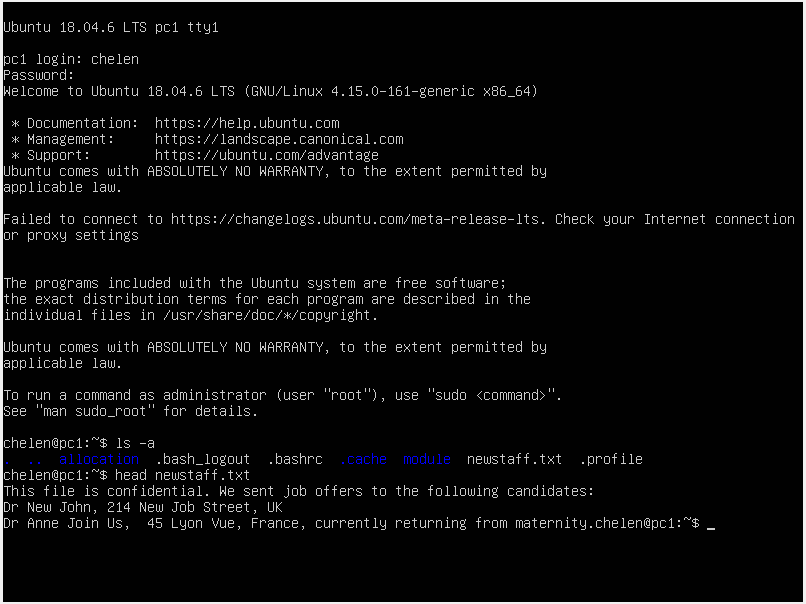 Ubuntu 18.04.6 LTS pc1 tty1
pc1 login: chelen
Password:
Welcome to Ubuntu 18.04.6 LTS (GNU/Linux 4.15.0-161-generic x86_64)
* Documentation:  https://help.ubuntu.com
* Management:     https://landscape.canonical.com
* Support:        https://ubuntu.com/advantage
Ubuntu comes with ABSOLUTELY NO WARRANTY, to the extent permitted by
applicable law.
Failed to connect to https://changelogs.ubuntu.com/meta-release-lts. Check your Internet connection
or proxy settings
The programs included with the Ubuntu system are free software;
the exact distribution terms for each program are described in the
individual files in /usr/share/doc/*/copyright.
Ubuntu comes with ABSOLUTELY NO WARRANTY, to the extent permitted by
applicable law.
To run a command as administrator (user "root"), use "sudo <command>".
See "man sudo_root" for details.
chelen@pc1:~$ ls -a
.  ..  allocation  .bash_logout  .bashrc  .cache  module  newstaff.txt  .profile
chelen@pc1:~$ head newstaff.txt
This file is confidential. We sent job offers to the following candidates:
Dr New John, 214 New Job Street, UK
Dr Anne Join Us,  45 Lyon Vue, France, currently returning from maternity.chelen@pc1:~$ _